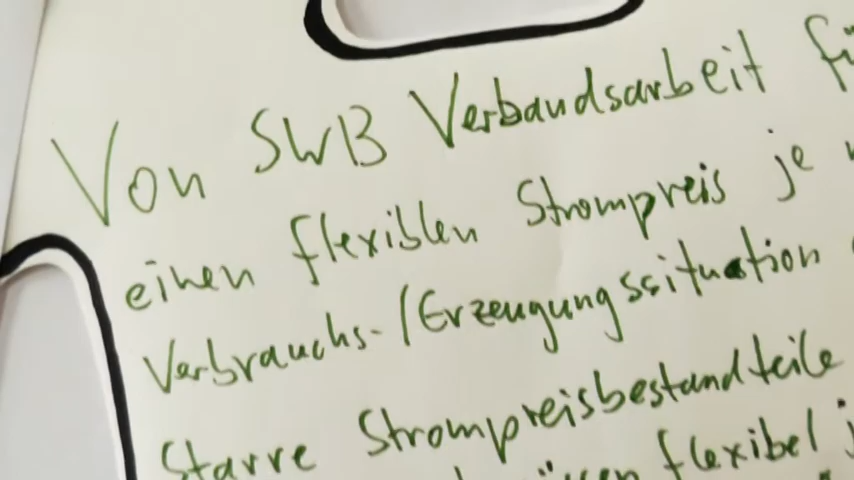 Von SWB Verbandsarbeit
einen flexiblen Strompreis je
Verbrauchs-/Erzeugungssituation
Starre Strompreisbestandteile
flexibel